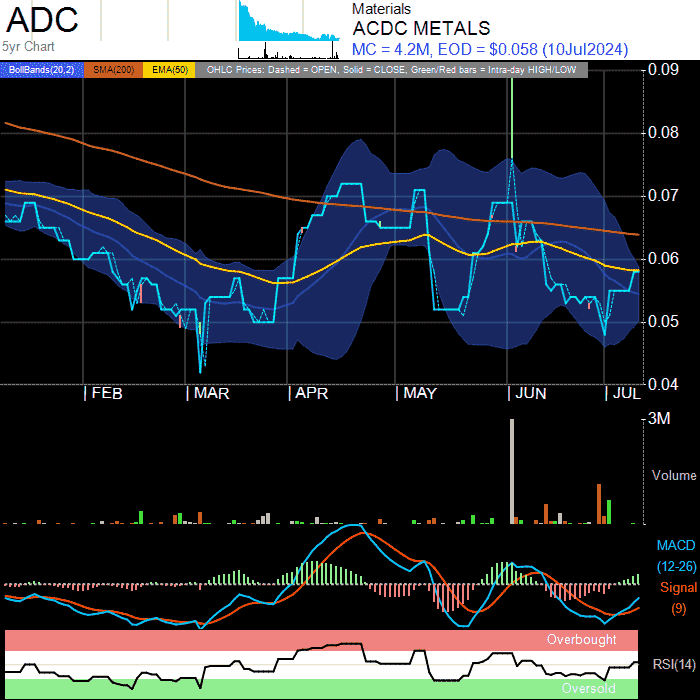 ADC
5yr Chart
Materials
ACDC METALS
MC = 4.2M, EOD = $0.058 (10Jul2024)
BollBands(20,2) SMA(200) EMA(50) OHLC Prices: Dashed = OPEN, Solid = CLOSE, Green/Red bars = Intra-day HIGH/LOW
0.09
0.08
0.07
0.06
0.05
0.04
FEB MAR APR MAY JUN JUL
3M
Volume
MACD
(12-26)
Signal
(9)
Overbought
RSI(14)
Oversold